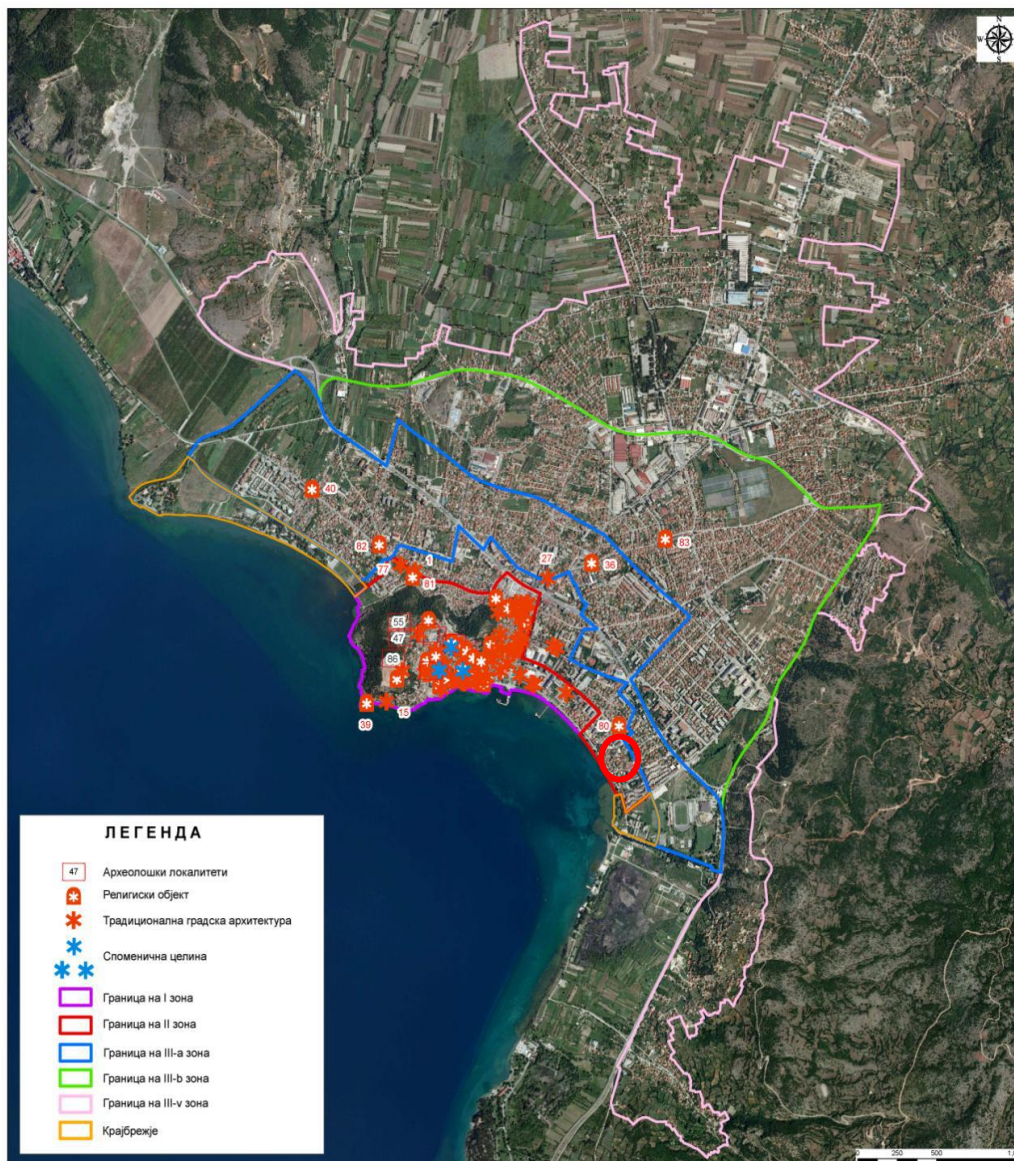 N
W
S
40
82
77
1
81
27
36
83
55
47
86
39
15
80
ЛЕГЕНДА
47 Археолошки локалитети
Религиски објект
Традиционална градска архитектура
Споменична целина
Граница на I зона
Граница на II зона
Граница на III-а зона
Граница на III-b зона
Граница на III-v зона
Крајбрежје
0 250 500